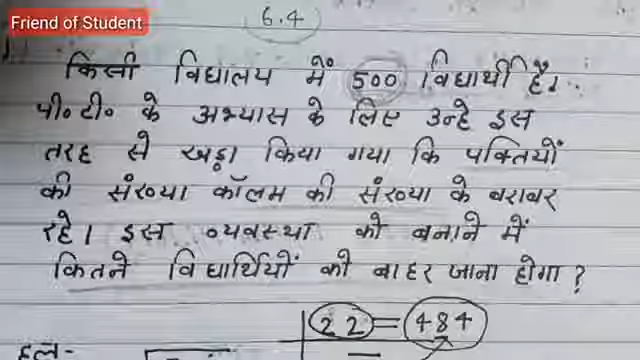 Friend of Student
6.4
किसी विद्यालय में 500 विद्यार्थी हैं।
पी॰ टी॰ के अभ्यास के लिए उन्हे इस
तरह से खड़ा किया गया कि पक्तियों
की संख्या कॉलम की संख्या के बराबर
रहे। इस व्यवस्था को बनाने में
कितने विद्यार्थियों को बाहर जाना होगा ?
22 = 484
हल-